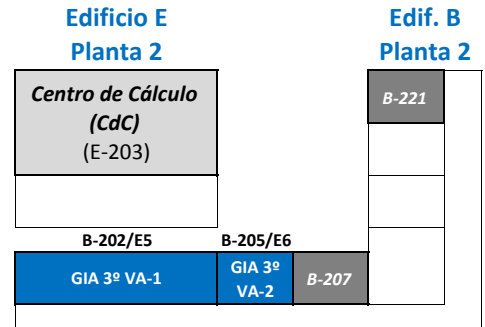 Edificio E
Planta 2
Edif. B
Planta 2
Centro de Cálculo
(CdC)
(E-203)
B-221
B-202/E5
B-205/E6
GIA 3º VA-1
GIA 3º
VA-2
B-207